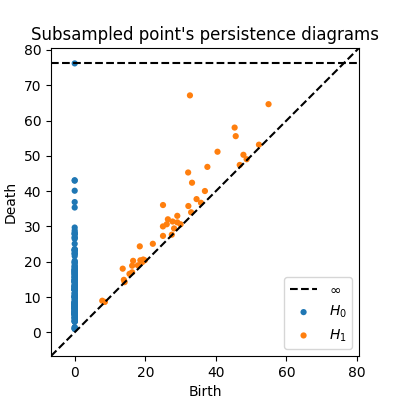 Subsampled point's persistence diagrams
80
70
60
50
40
30
20
10
0
Death
0 20 40 60 80
Birth
∞
H₀
H₁